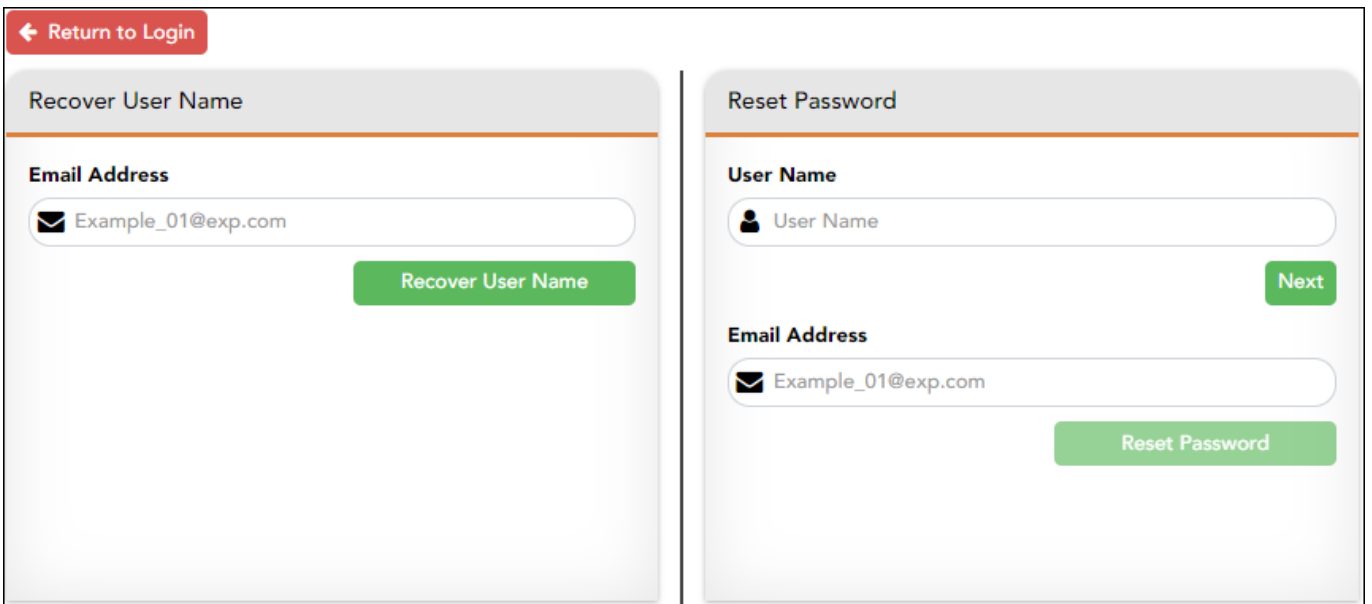 Return to Login
Recover User Name
Email Address
Example_01@exp.com
Recover User Name
Reset Password
User Name
User Name
Next
Email Address
Example_01@exp.com
Reset Password